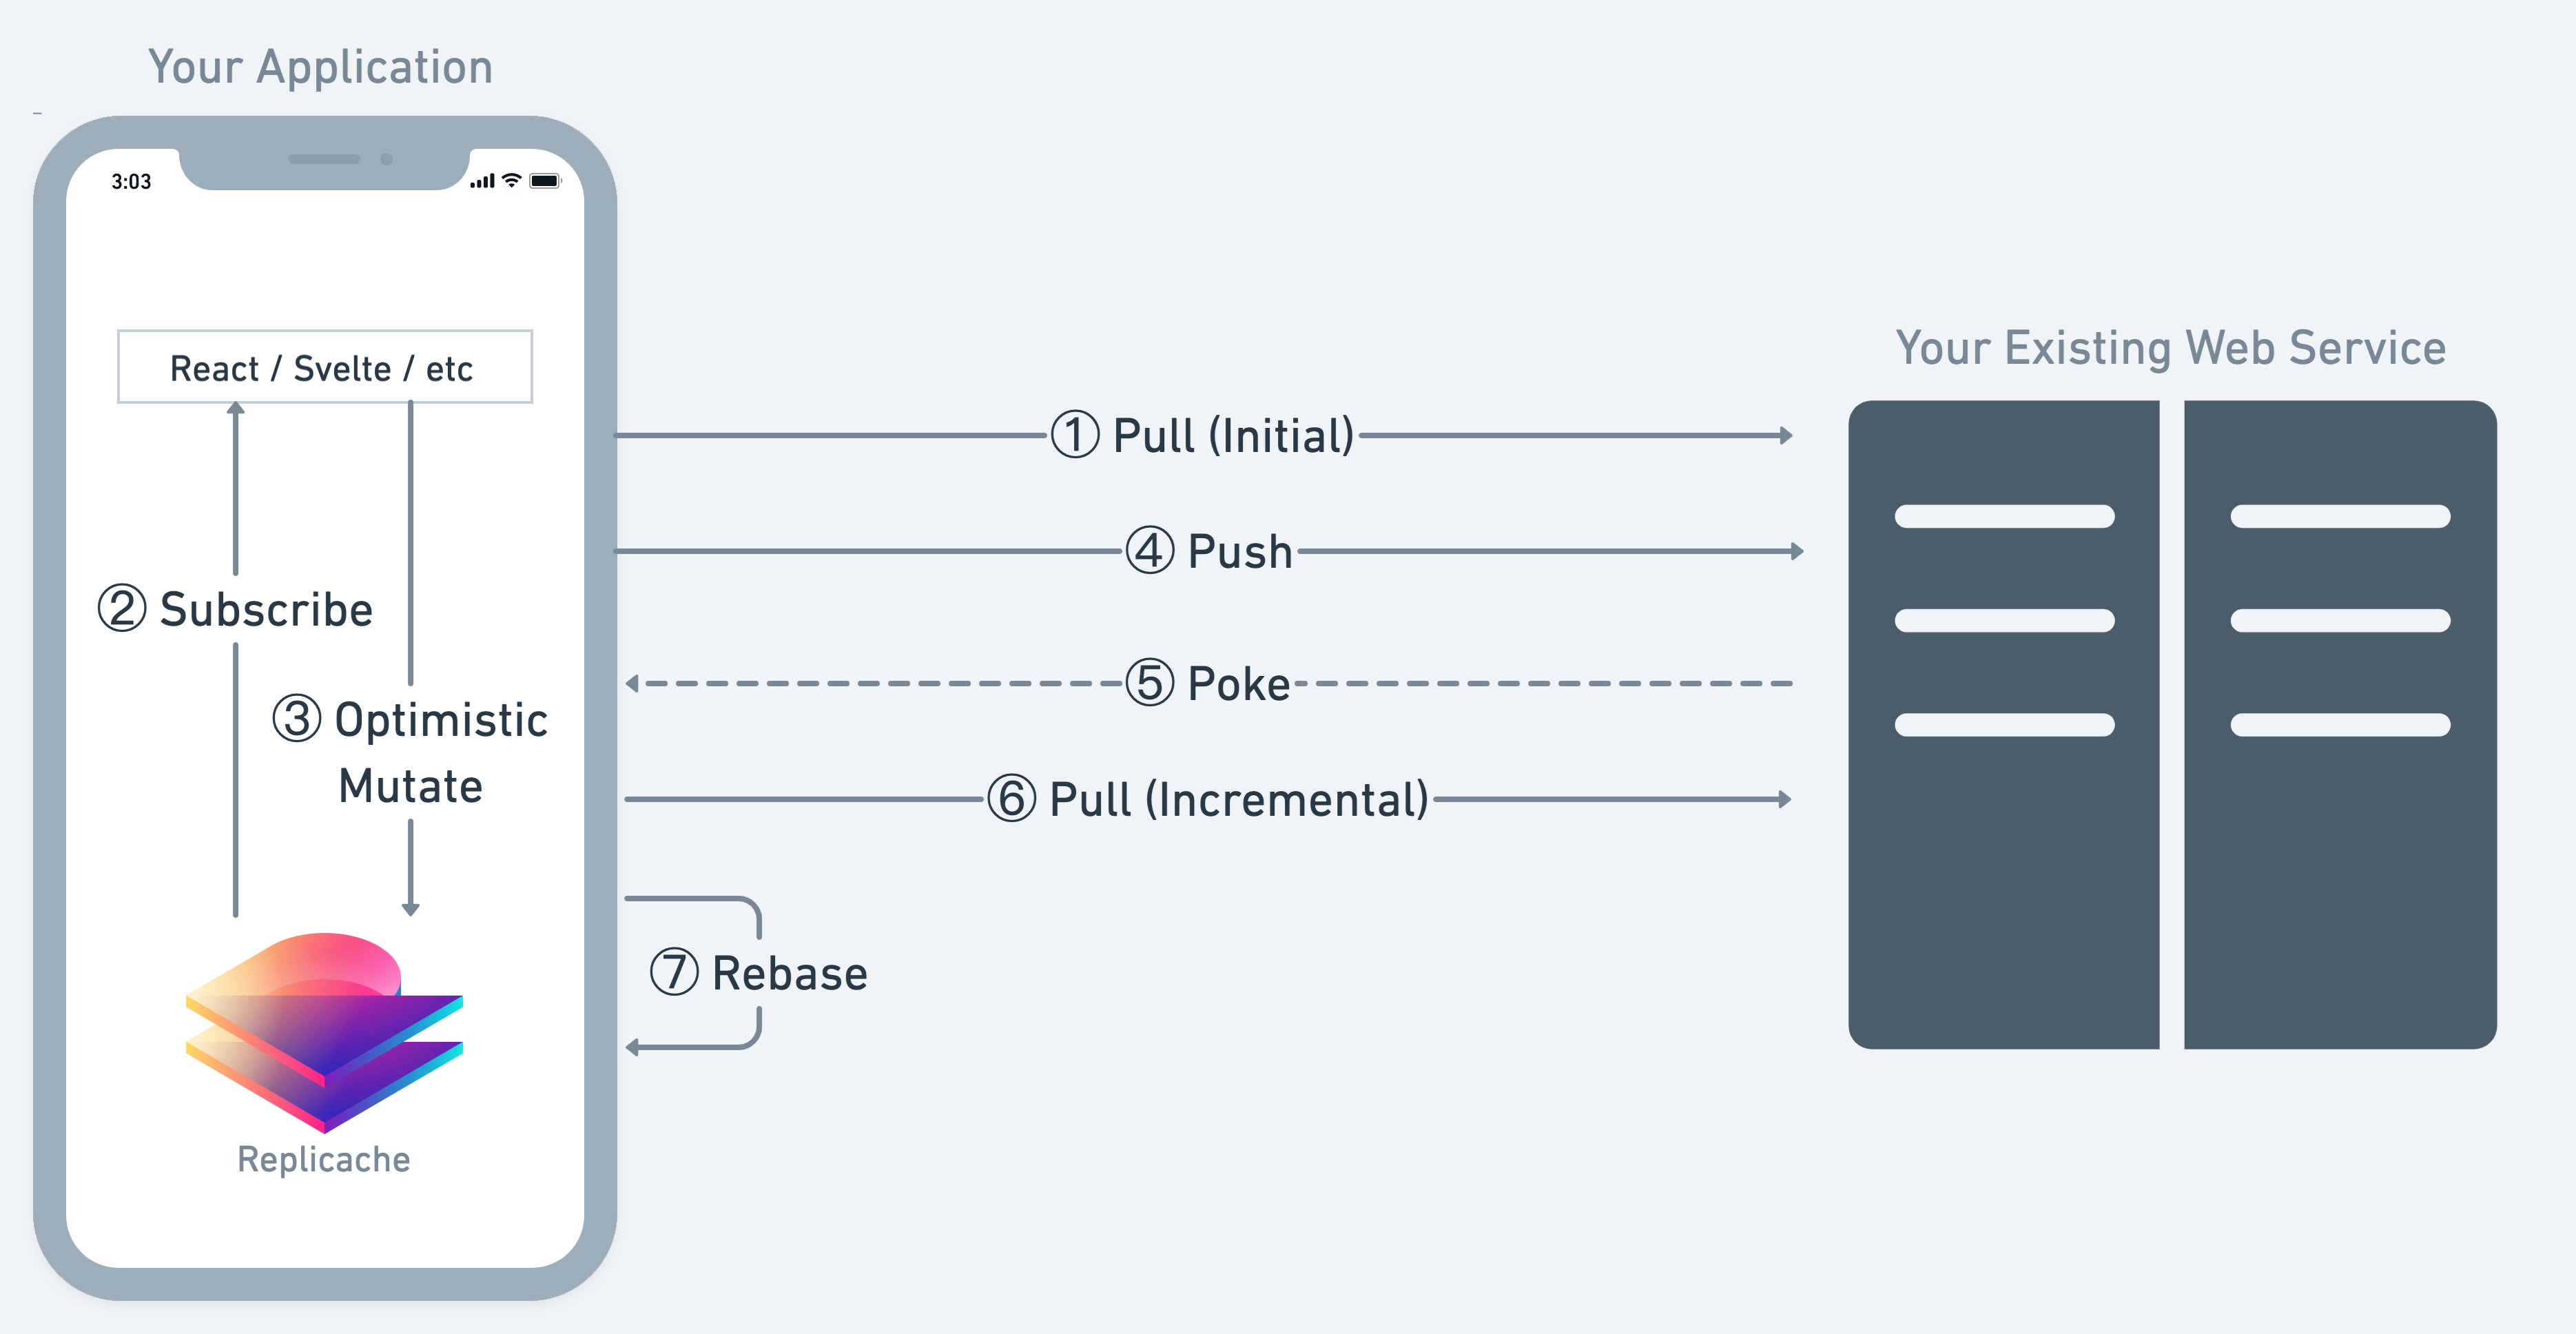 Your Application
3:03
React / Svelte / etc
② Subscribe
③ Optimistic
Mutate
Replicache
① Pull (Initial)
④ Push
⑤ Poke
⑥ Pull (Incremental)
⑦ Rebase
Your Existing Web Service